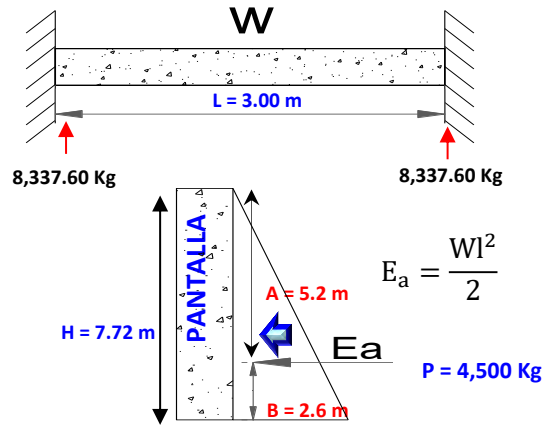 W
L = 3.00 m
8,337.60 Kg
8,337.60 Kg
PANTALLA
H = 7.72 m
A = 5.2 m
Ea
B = 2.6 m
E_a = Wl²/2
P = 4,500 Kg